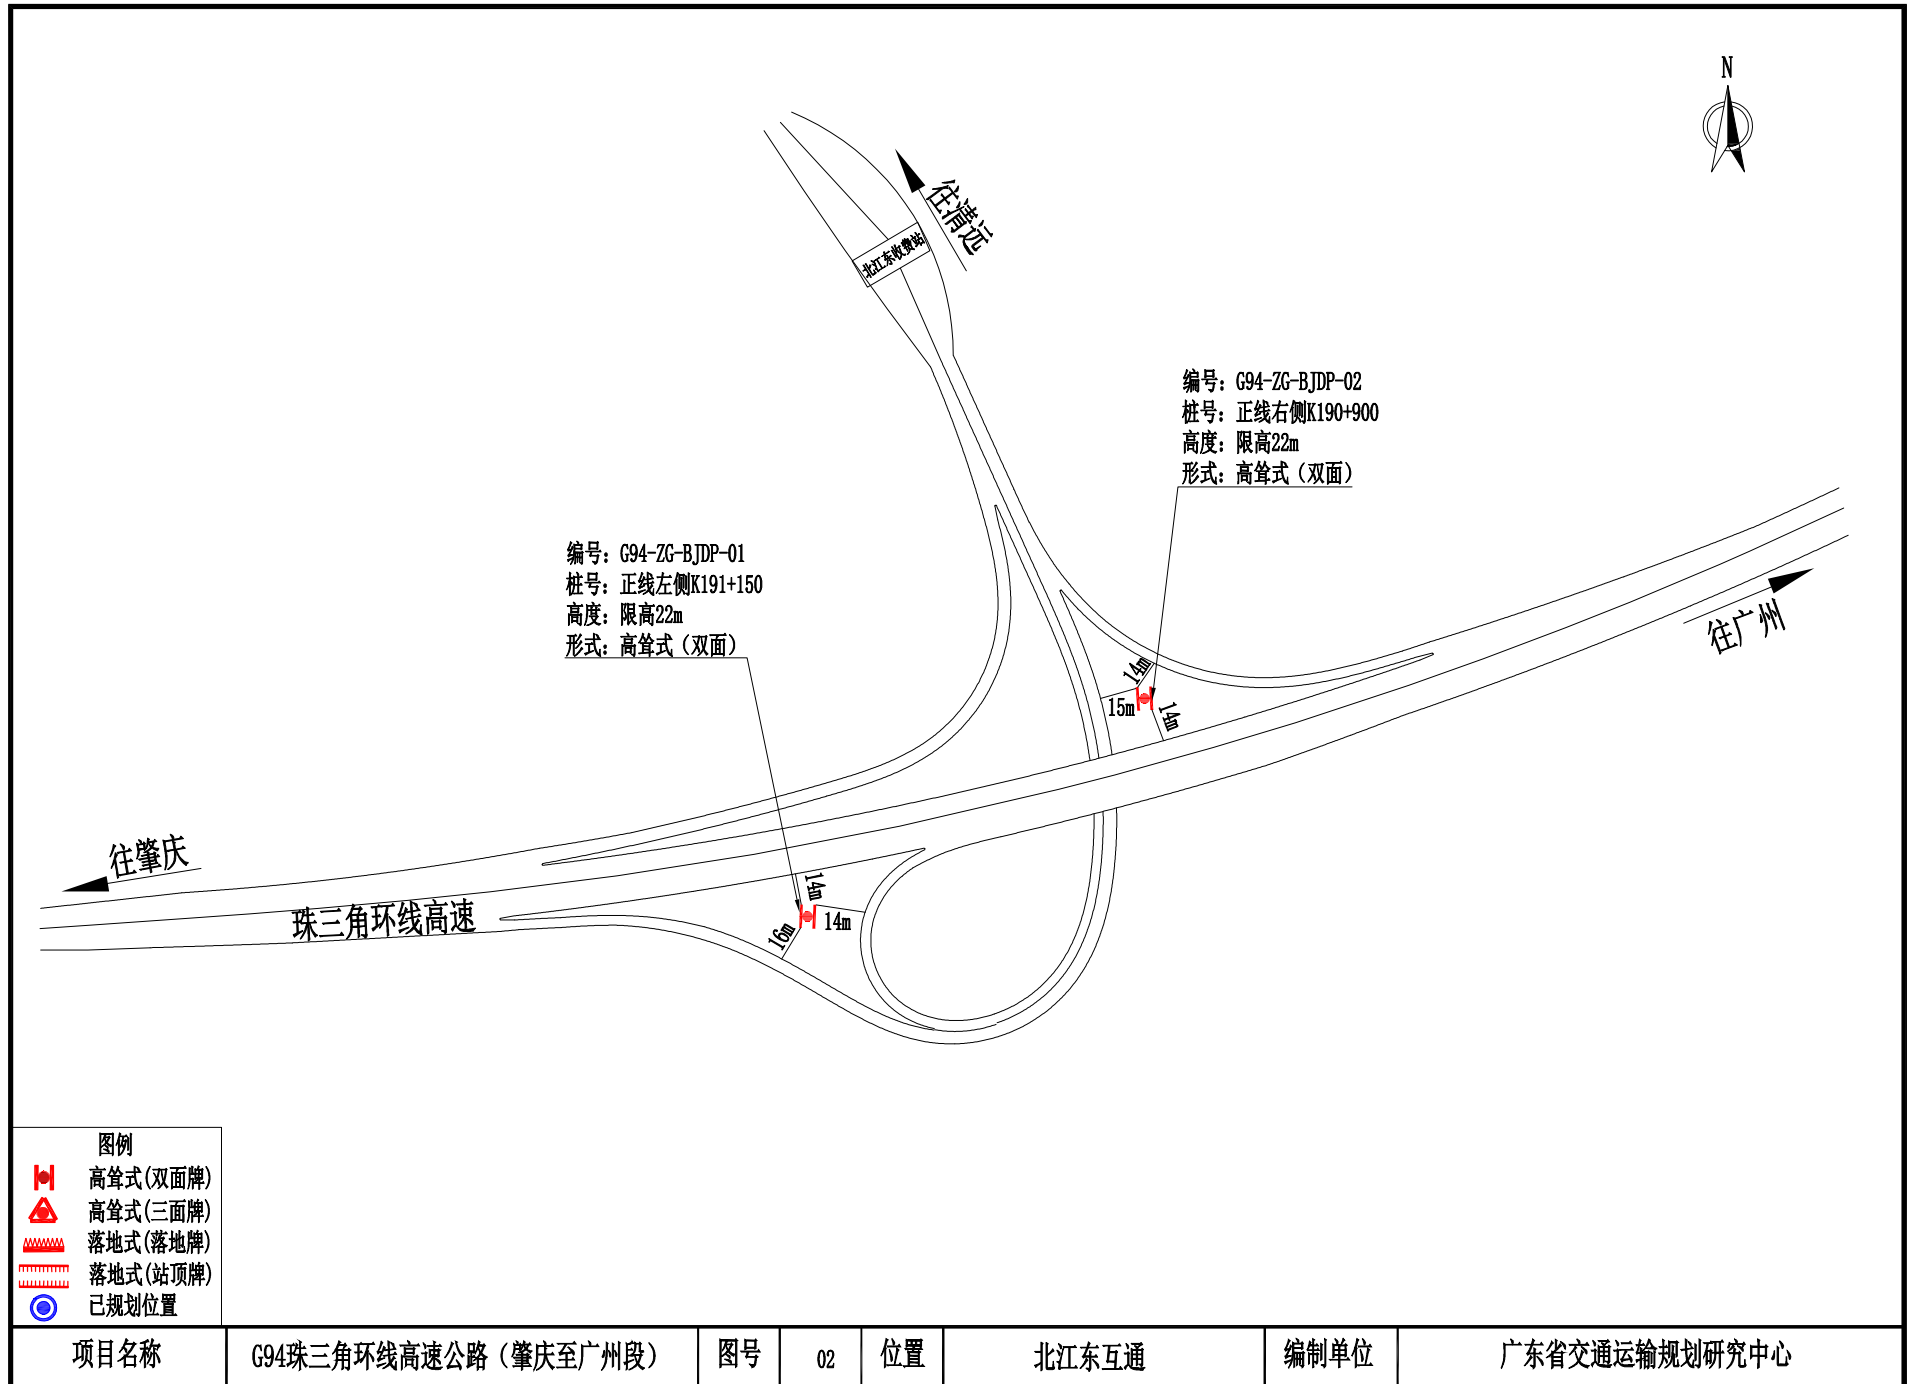 N
往清远
北江东收费站
编号：G94-ZG-BJDP-02
桩号：正线右侧K190+900
高度：限高22m
形式：高耸式（双面）
编号：G94-ZG-BJDP-01
桩号：正线左侧K191+150
高度：限高22m
形式：高耸式（双面）
往广州
14m
15m
14m
往肇庆
珠三角环线高速
14m
14m
16m
图例
高耸式(双面牌)
高耸式(三面牌)
落地式(落地牌)
落地式(站顶牌)
已规划位置
项目名称 G94珠三角环线高速公路（肇庆至广州段） 图号 02 位置 北江东互通 编制单位 广东省交通运输规划研究中心